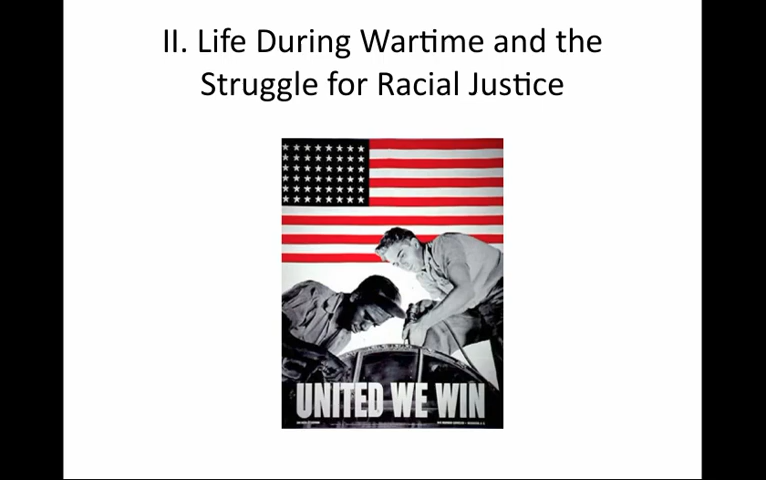 II. Life During Wartime and the
Struggle for Racial Justice
UNITED WE WIN